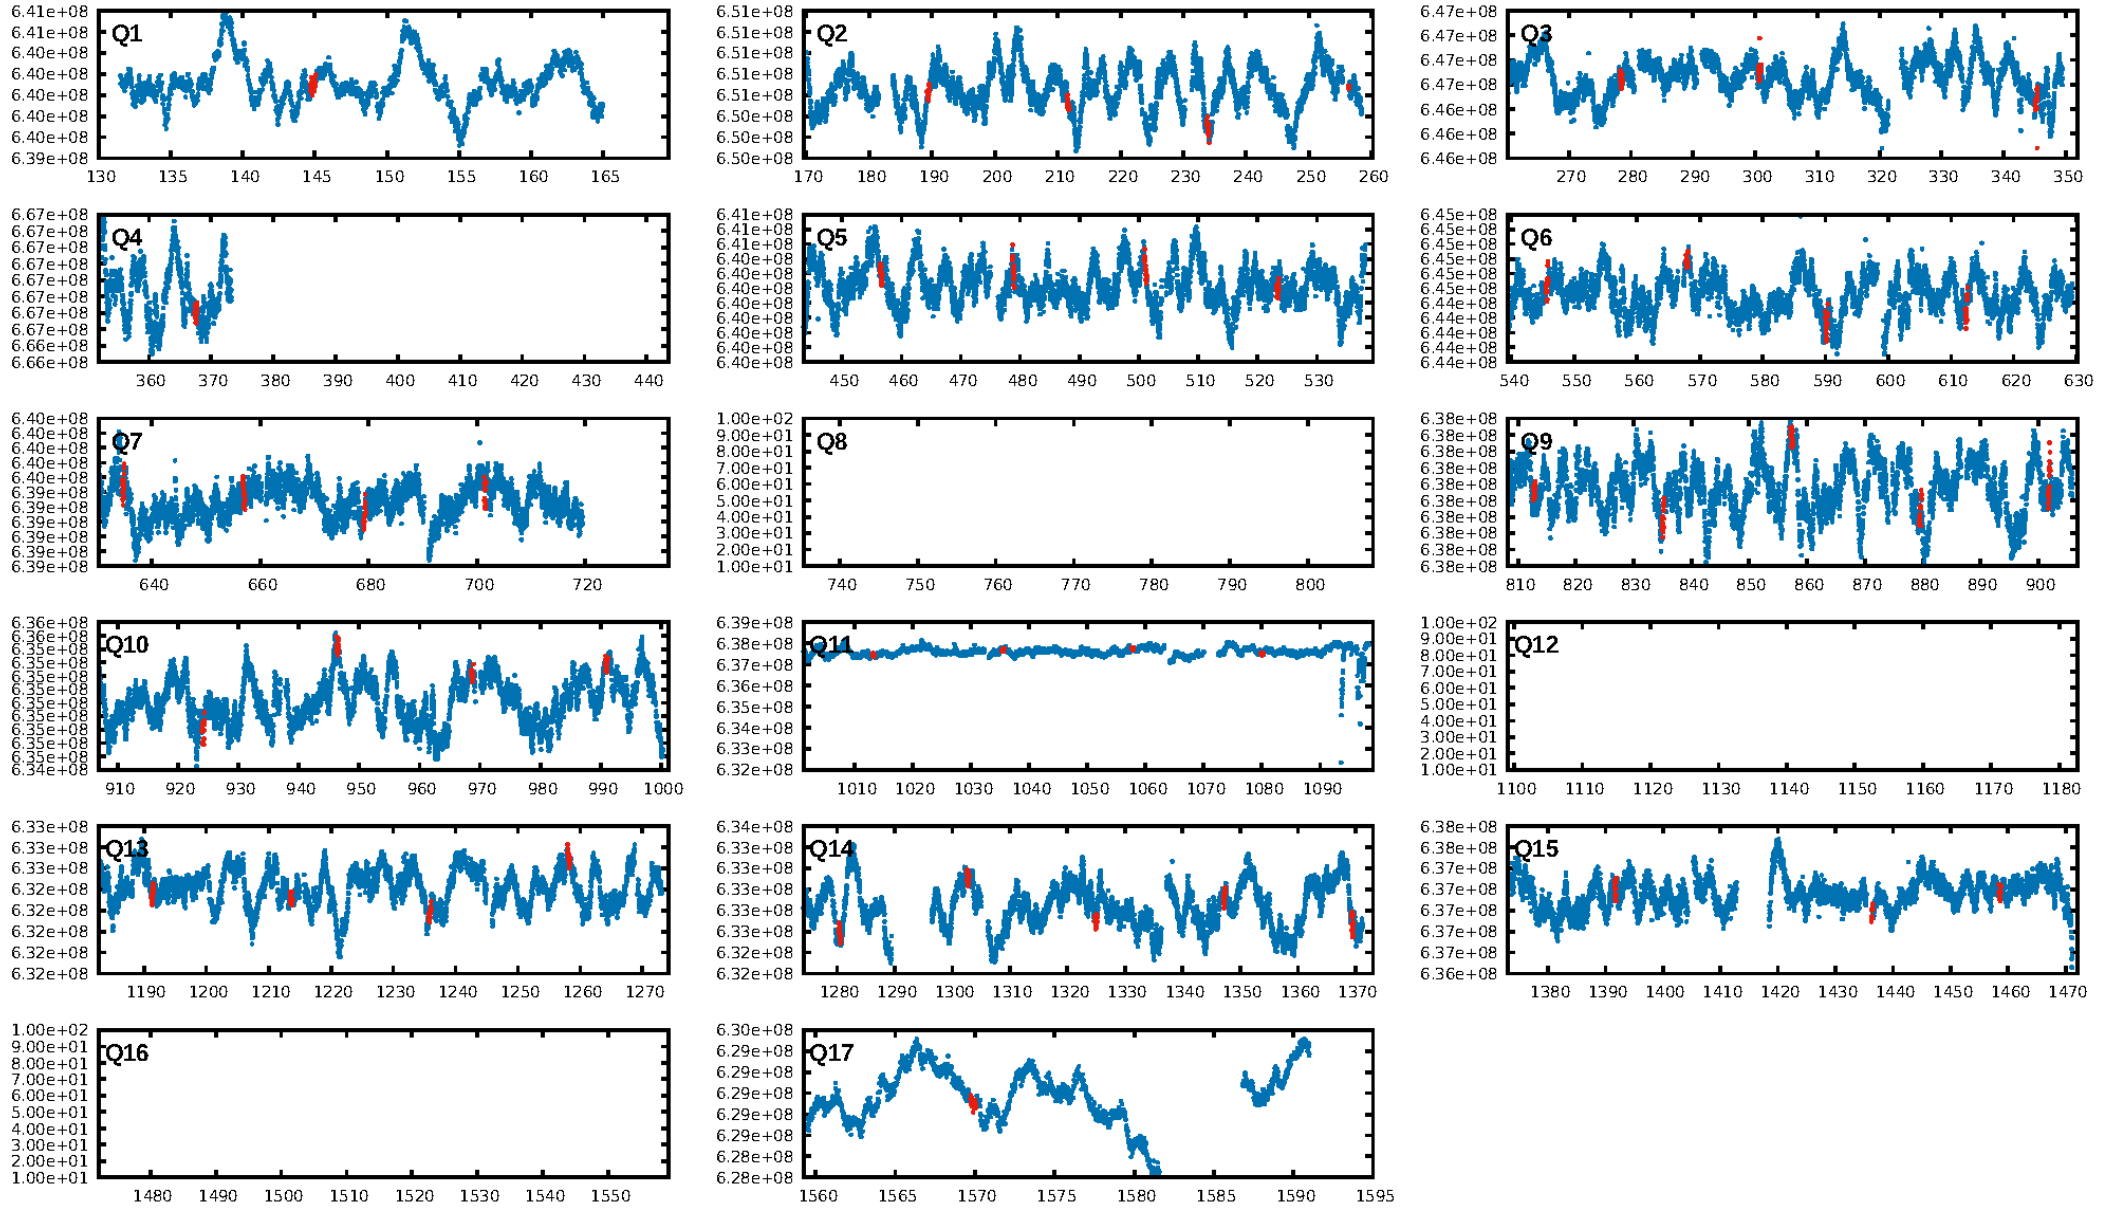 6.41e+08
6.41e+08
6.40e+08
6.40e+08
6.40e+08
6.40e+08
6.40e+08
6.39e+08
Q1
130 135 140 145 150 155 160 165
6.51e+08
6.51e+08
6.51e+08
6.51e+08
6.51e+08
6.50e+08
6.50e+08
6.50e+08
Q2
170 180 190 200 210 220 230 240 250 260
6.47e+08
6.47e+08
6.47e+08
6.47e+08
6.46e+08
6.46e+08
6.46e+08
Q3
270 280 290 300 310 320 330 340 350
6.67e+08
6.67e+08
6.67e+08
6.67e+08
6.67e+08
6.67e+08
6.67e+08
6.67e+08
6.66e+08
6.66e+08
Q4
360 370 380 390 400 410 420 430 440
6.41e+08
6.41e+08
6.41e+08
6.40e+08
6.40e+08
6.40e+08
6.40e+08
6.40e+08
6.40e+08
6.40e+08
6.40e+08
Q5
450 460 470 480 490 500 510 520 530
6.45e+08
6.45e+08
6.45e+08
6.45e+08
6.45e+08
6.45e+08
6.44e+08
6.44e+08
6.44e+08
6.44e+08
6.44e+08
Q6
540 550 560 570 580 590 600 610 620 630
6.40e+08
6.40e+08
6.40e+08
6.40e+08
6.40e+08
6.39e+08
6.39e+08
6.39e+08
6.39e+08
6.39e+08
6.39e+08
Q7
640 660 680 700 720
1.00e+02
9.00e+01
8.00e+01
7.00e+01
6.00e+01
5.00e+01
4.00e+01
3.00e+01
2.00e+01
1.00e+01
Q8
740 750 760 770 780 790 800
6.38e+08
6.38e+08
6.38e+08
6.38e+08
6.38e+08
6.38e+08
6.38e+08
6.38e+08
6.38e+08
6.38e+08
Q9
810 820 830 840 850 860 870 880 890 900
6.36e+08
6.36e+08
6.35e+08
6.35e+08
6.35e+08
6.35e+08
6.35e+08
6.35e+08
6.35e+08
6.35e+08
6.35e+08
6.34e+08
Q10
910 920 930 940 950 960 970 980 990 1000
6.39e+08
6.38e+08
6.37e+08
6.36e+08
6.35e+08
6.34e+08
6.33e+08
6.32e+08
Q11
1010 1020 1030 1040 1050 1060 1070 1080 1090
1.00e+02
9.00e+01
8.00e+01
7.00e+01
6.00e+01
5.00e+01
4.00e+01
3.00e+01
2.00e+01
1.00e+01
Q12
1100 1110 1120 1130 1140 1150 1160 1170 1180
6.33e+08
6.33e+08
6.33e+08
6.32e+08
6.32e+08
6.32e+08
6.32e+08
6.32e+08
Q13
1190 1200 1210 1220 1230 1240 1250 1260 1270
6.34e+08
6.33e+08
6.33e+08
6.33e+08
6.33e+08
6.33e+08
6.32e+08
6.32e+08
Q14
1280 1290 1300 1310 1320 1330 1340 1350 1360 1370
6.38e+08
6.38e+08
6.37e+08
6.37e+08
6.37e+08
6.37e+08
6.37e+08
6.36e+08
Q15
1380 1390 1400 1410 1420 1430 1440 1450 1460 1470
1.00e+02
9.00e+01
8.00e+01
7.00e+01
6.00e+01
5.00e+01
4.00e+01
3.00e+01
2.00e+01
1.00e+01
Q16
1480 1490 1500 1510 1520 1530 1540 1550
6.30e+08
6.29e+08
6.29e+08
6.29e+08
6.29e+08
6.29e+08
6.28e+08
6.28e+08
Q17
1560 1565 1570 1575 1580 1585 1590 1595